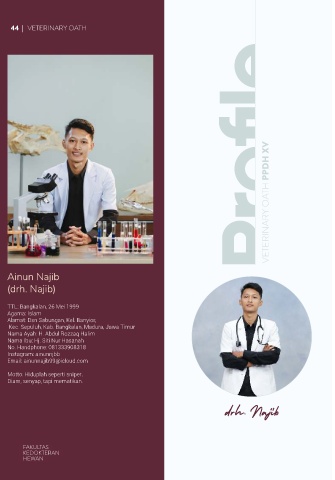 44 | VETERINARY OATH
Ainun Najib
(drh. Najib)
TTL: Bangkalan, 26 Mei 1999
Agama: Islam
Alamat: Dsn Sabungan, Kel. Banyior,
Kec. Sepuluh, Kab. Bangkalan, Madura, Jawa Timur
Nama Ayah: H. Abdul Rozzaq Halim
Nama Ibu: Hj. Siti Nur Hasanah
No. Handphone: 081333908318
Instagram: ainunnjbb
Email: ainunnajib99@icloud.com
Motto: Hiduplah seperti sniper.
Diam, senyap, tapi mematikan.
FAKULTAS
KEDOKTERAN
HEWAN
Profile
VETERINARY OATH PPDH XV
drh. Najib